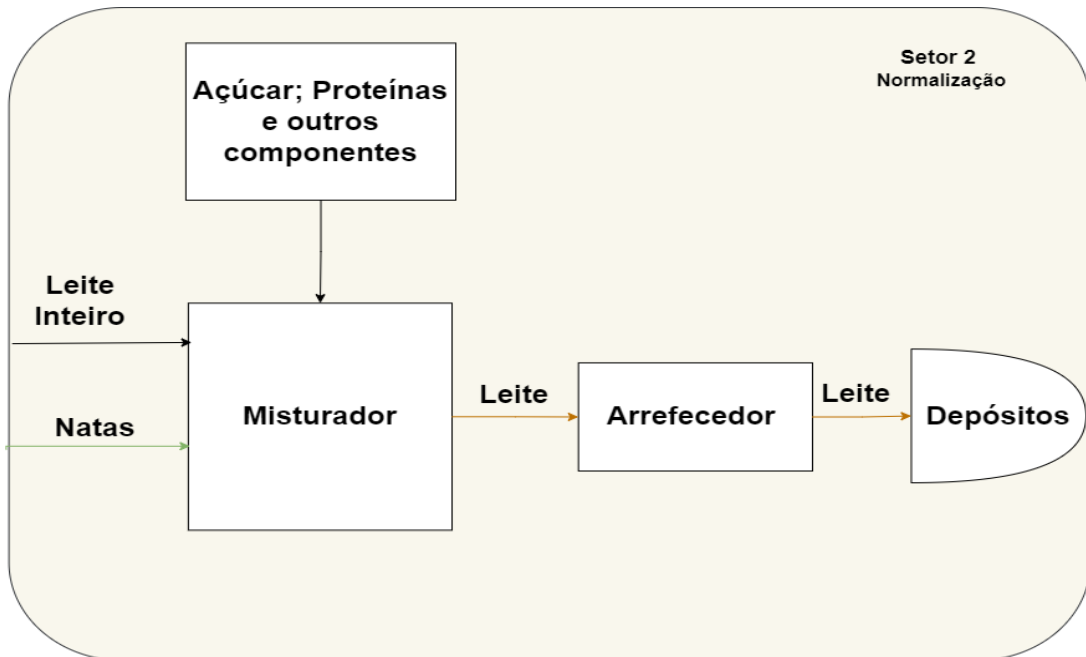 Setor 2
Normalização
Açúcar; Proteínas
e outros
componentes
Leite
Inteiro
Natas
Misturador
Leite
Arrefecedor
Leite
Depósitos